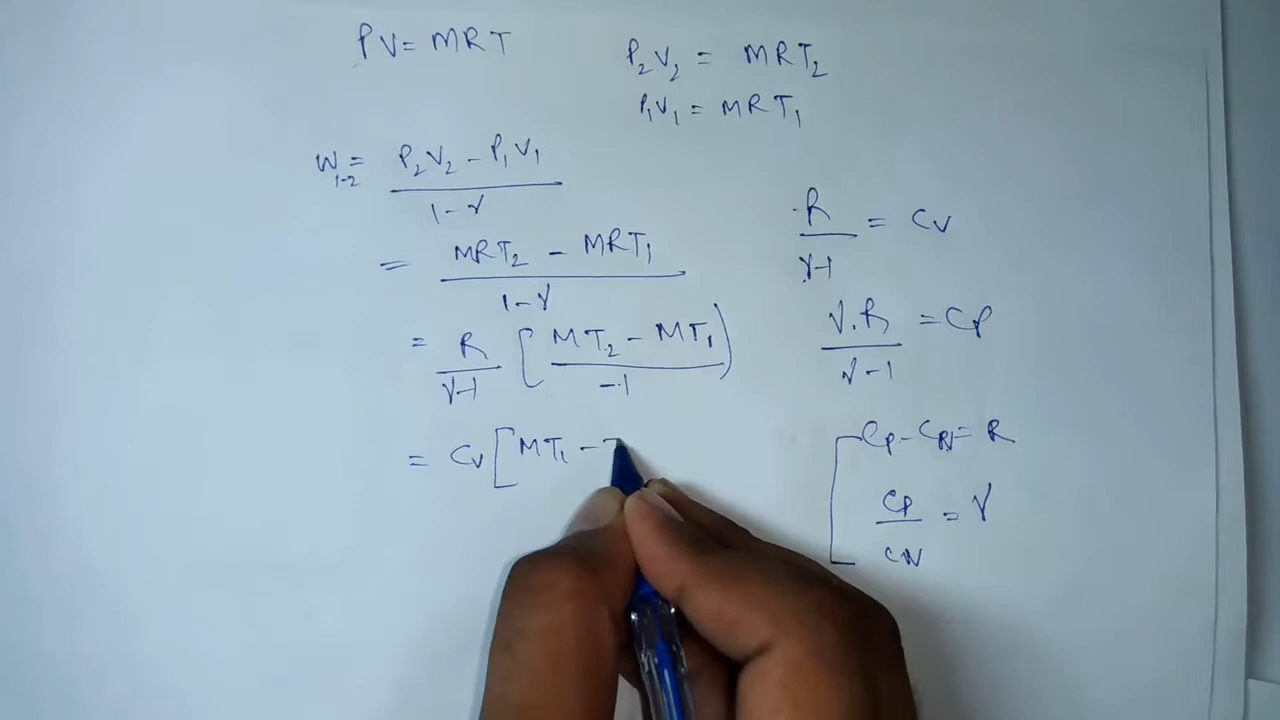 PV = MRT
P₂V₂ = MRT₂
P₁V₁ = MRT₁
W₁₋₂ = P₂V₂ - P₁V₁
1-γ
= MRT₂ - MRT₁
1-γ
= R [ MT₂ - MT₁ )
γ-1 -1
= CV [ MT₁ -
R = CV
γ-1
γ.R = CP
γ-1
CP - CV = R
CP = γ
CV